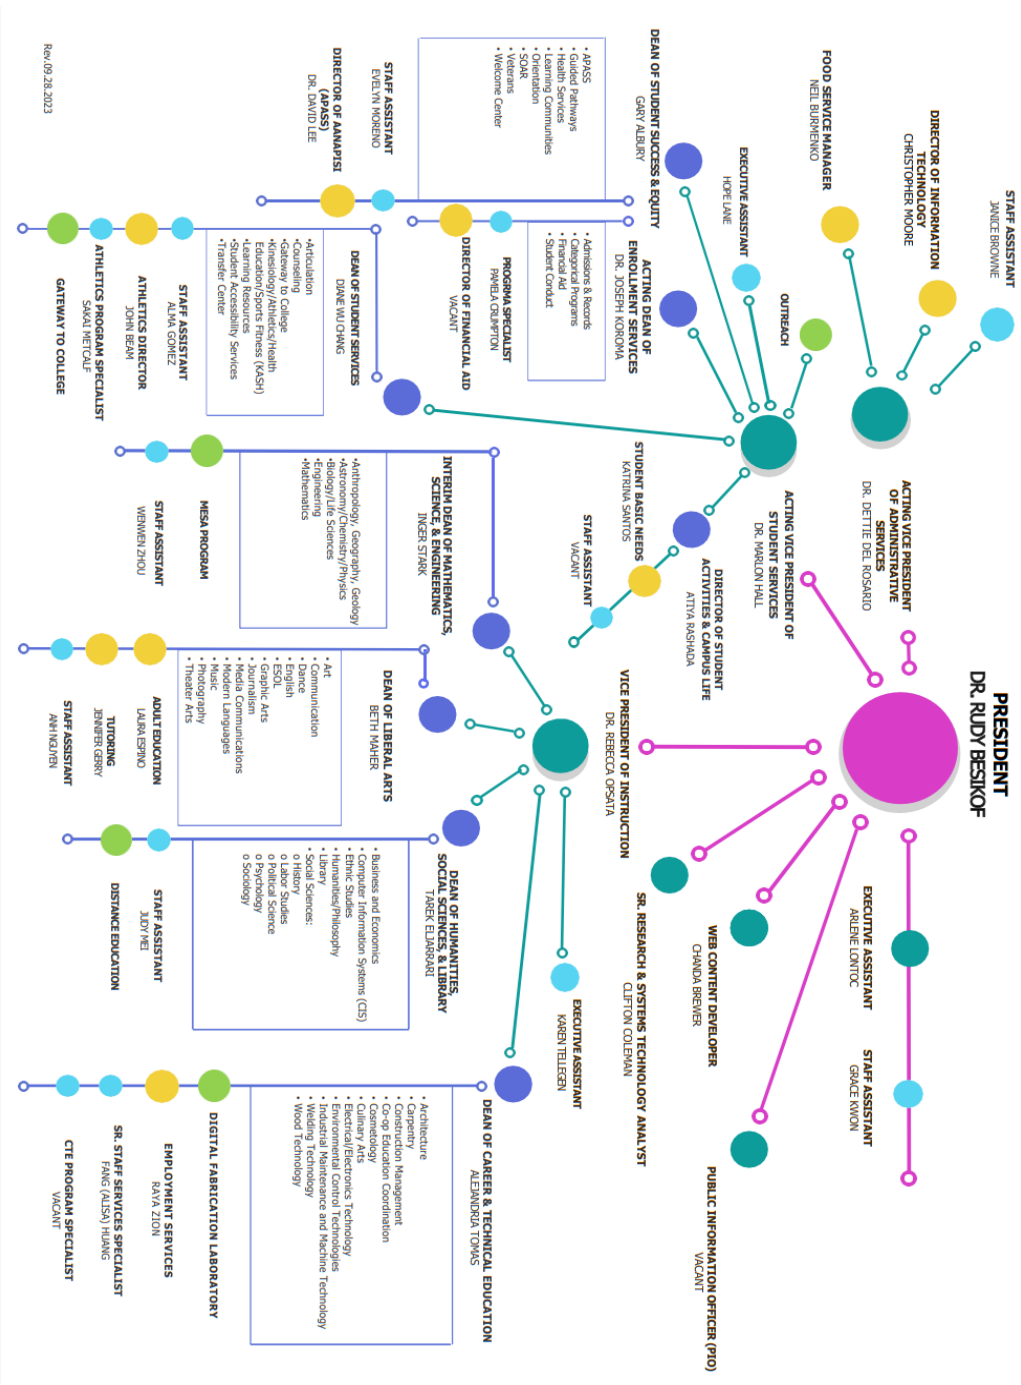 PRESIDENT
DR. RUDY BESIKOF
STAFF ASSISTANT
JANICE BROWNE
DIRECTOR OF INFORMATION
TECHNOLOGY
CHRISTOPHER MOORE
FOOD SERVICE MANAGER
NEIL BURMENKO
ACTING VICE PRESIDENT
OF ADMINISTRATIVE
SERVICES
DR. DETTIE DEL ROSARIO
EXECUTIVE ASSISTANT
ARLENE LONTOC
STAFF ASSISTANT
GRACE KWON
OUTREACH
EXECUTIVE ASSISTANT
HOPE LANE
ACTING VICE PRESIDENT OF
STUDENT SERVICES
DR. MARLON HALL
DIRECTOR OF STUDENT
ACTIVITIES & CAMPUS LIFE
ATIYA RASHADA
STUDENT BASIC NEEDS
KATRINA SANTOS
STAFF ASSISTANT
VACANT
WEB CONTENT DEVELOPER
CHANDA BREWER
PUBLIC INFORMATION OFFICER (PIO)
VACANT
SR. RESEARCH & SYSTEMS TECHNOLOGY ANALYST
CLIFTON COLEMAN
VICE PRESIDENT OF INSTRUCTION
DR. REBECCA OPSATA
EXECUTIVE ASSISTANT
KAREN TELLEGEN
DEAN OF STUDENT SUCCESS & EQUITY
GARY ALBURY
• APASS
• Guided Pathways
• Health Services
• Learning Communities
• Orientation
• SOAR
• Veterans
• Welcome Center
STAFF ASSISTANT
EVELYN MORENO
DIRECTOR OF AANAPISI
(APASS)
DR. DAVID LEE
ACTING DEAN OF
ENROLLMENT SERVICES
DR. JOSEPH KOROMA
• Admissions & Records
• Categorical Programs
• Financial Aid
• Student Conduct
PROGRMA SPECIALIST
PAMELA CRUMPTON
DIRECTOR OF FINANCIAL AID
VACANT
DEAN OF STUDENT SERVICES
DIANE WU CHANG
•Articulation
•Counseling
•Gateway to College
•Kinesiology/Athletics/Health
Education/Sports Fitness (KASH)
•Learning Resources
•Student Accessibility Services
•Transfer Center
STAFF ASSISTANT
ALMA GOMEZ
ATHLETICS DIRECTOR
JOHN BEAM
ATHLETICS PROGRAM SPECIALIST
SAKAI METCALF
GATEWAY TO COLLEGE
INTERIM DEAN OF MATHEMATICS,
SCIENCE, & ENGINEERING
INGER STARK
•Anthropology, Geography, Geology
•Astronomy/Chemistry/Physics
•Biology/Life Sciences
•Engineering
•Mathematics
MESA PROGRAM
STAFF ASSISTANT
WENWEN ZHOU
DEAN OF LIBERAL ARTS
BETH MAHER
• Art
• Communication
• Dance
• English
• ESOL
• Graphic Arts
• Journalism
• Media Communications
• Modern Languages
• Music
• Photography
• Theater Arts
ADULT EDUCATION
LAURA ESPINO
TUTORING
JENNIFER GERRY
STAFF ASSISTANT
ANH NGUYEN
DEAN OF HUMANITIES,
SOCIAL SCIENCES, & LIBRARY
TAREK ELJARRARI
• Business and Economics
• Computer Information Systems (CIS)
• Ethnic Studies
• Humanities/Philosophy
• Library
• Social Sciences:
o History
o Labor Studies
o Political Science
o Psychology
o Sociology
STAFF ASSISTANT
JUDY MEI
DISTANCE EDUCATION
DEAN OF CAREER & TECHNICAL EDUCATION
ALEJANDRIA TOMAS
• Architecture
• Carpentry
• Construction Management
• Co-op Education Coordination
• Cosmetology
• Culinary Arts
• Electrical/Electronics Technology
• Environmental Control Technologies
• Industrial Maintenance and Machine Technology
• Welding Technology
• Wood Technology
DIGITAL FABRICATION LABORATORY
EMPLOYMENT SERVICES
RAYA ZION
SR. STAFF SERVICES SPECIALIST
FANG (ALISA) HUANG
CTE PROGRAM SPECIALIST
VACANT
Rev.09.28.2023